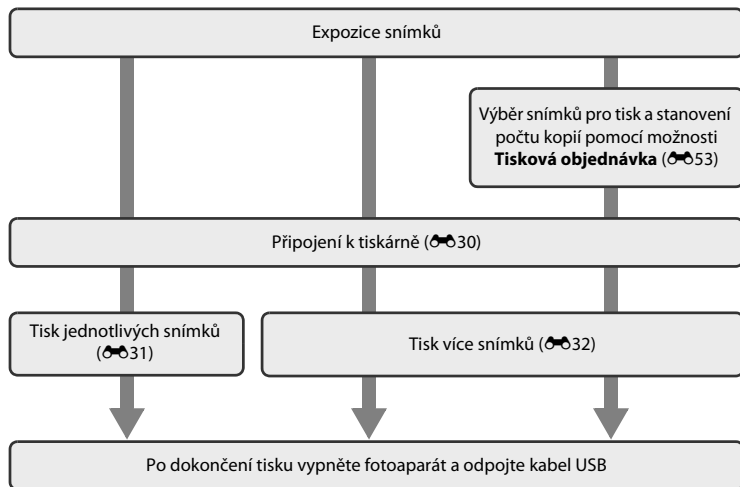 Expozice snímků
Výběr snímků pro tisk a stanovení
počtu kopií pomocí možnosti
Tisková objednávka (53)
Připojení k tiskárně (30)
Tisk jednotlivých snímků
(31)
Tisk více snímků (32)
Po dokončení tisku vypněte fotoaparát a odpojte kabel USB